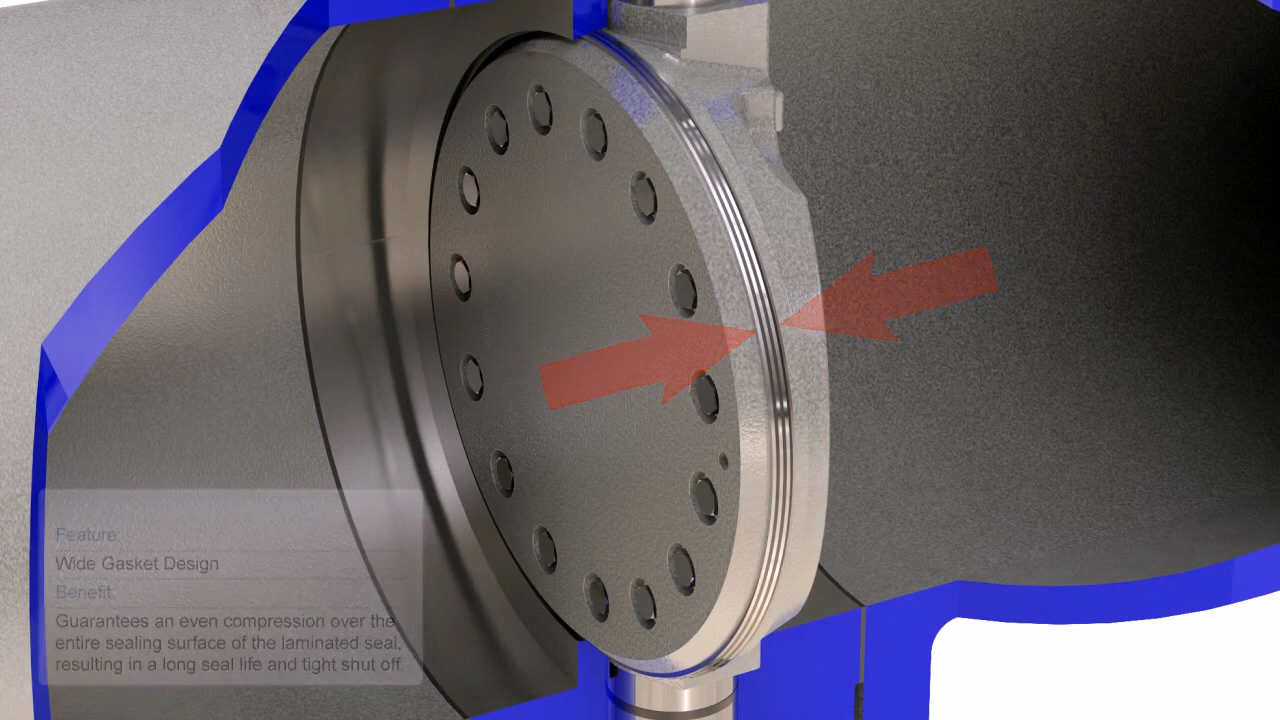 Feature:
Wide Gasket Design
Benefit:
Guarantees an even compression over the
entire sealing surface of the laminated seal,
resulting in a long seal life and tight shut off